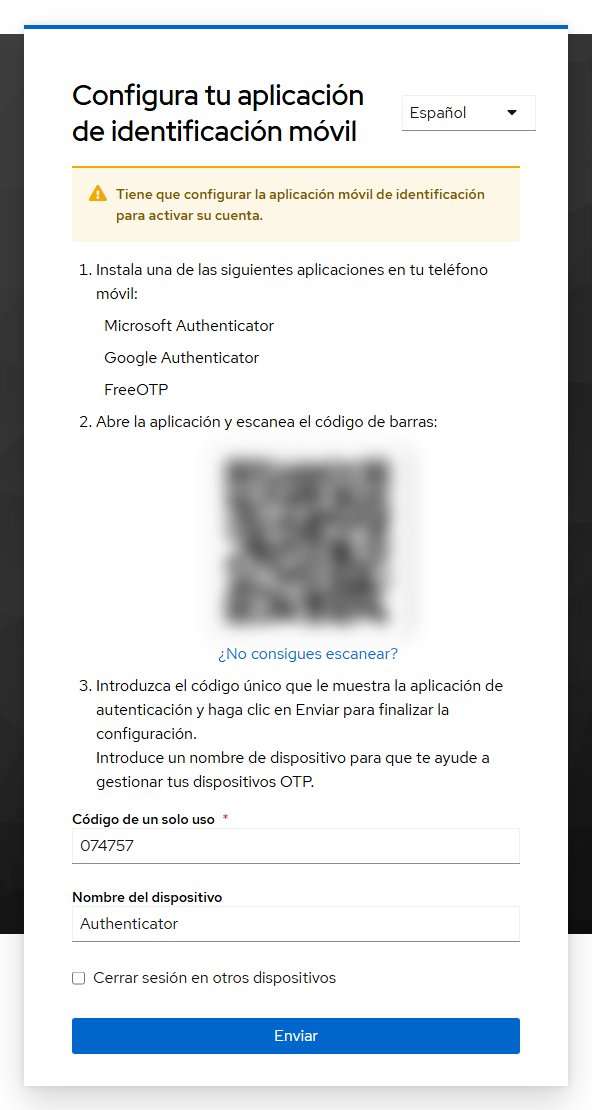 Configura tu aplicación
de identificación móvil
Español
Tiene que configurar la aplicación móvil de identificación
para activar su cuenta.
1. Instala una de las siguientes aplicaciones en tu teléfono
móvil:
Microsoft Authenticator
Google Authenticator
FreeOTP
2. Abre la aplicación y escanea el código de barras:
¿No consigues escanear?
3. Introduzca el código único que le muestra la aplicación de
autenticación y haga clic en Enviar para finalizar la
configuración.
Introduce un nombre de dispositivo para que te ayude a
gestionar tus dispositivos OTP.
Código de un solo uso *
074757
Nombre del dispositivo
Authenticator
Cerrar sesión en otros dispositivos
Enviar